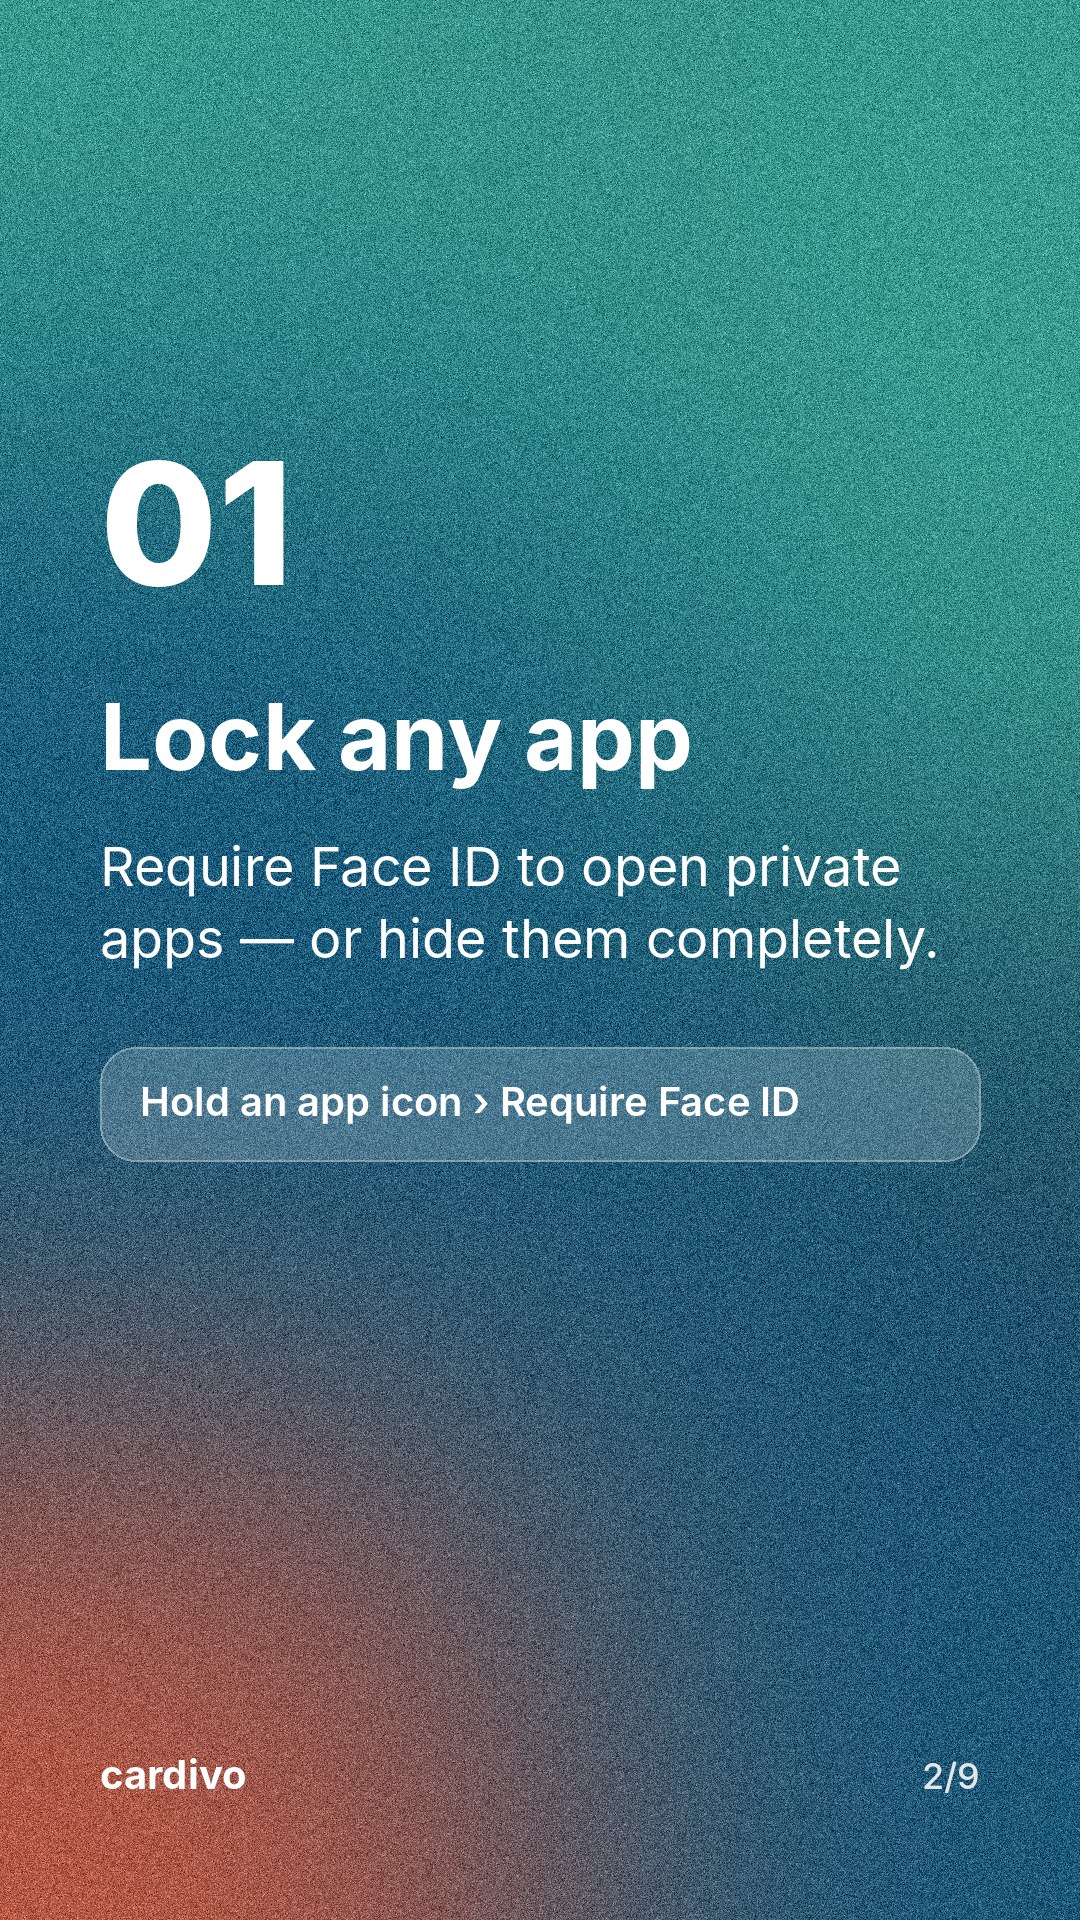 01
Lock any app
Require Face ID to open private
apps — or hide them completely.
Hold an app icon › Require Face ID
cardivo
2/9